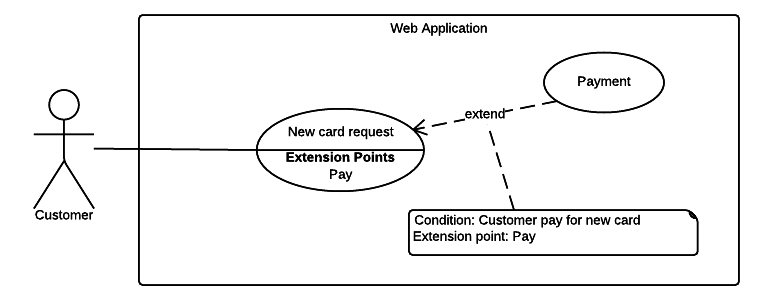 Web Application
Payment
extend
New card request
Extension Points
Pay
Customer
Condition: Customer pay for new card
Extension point: Pay